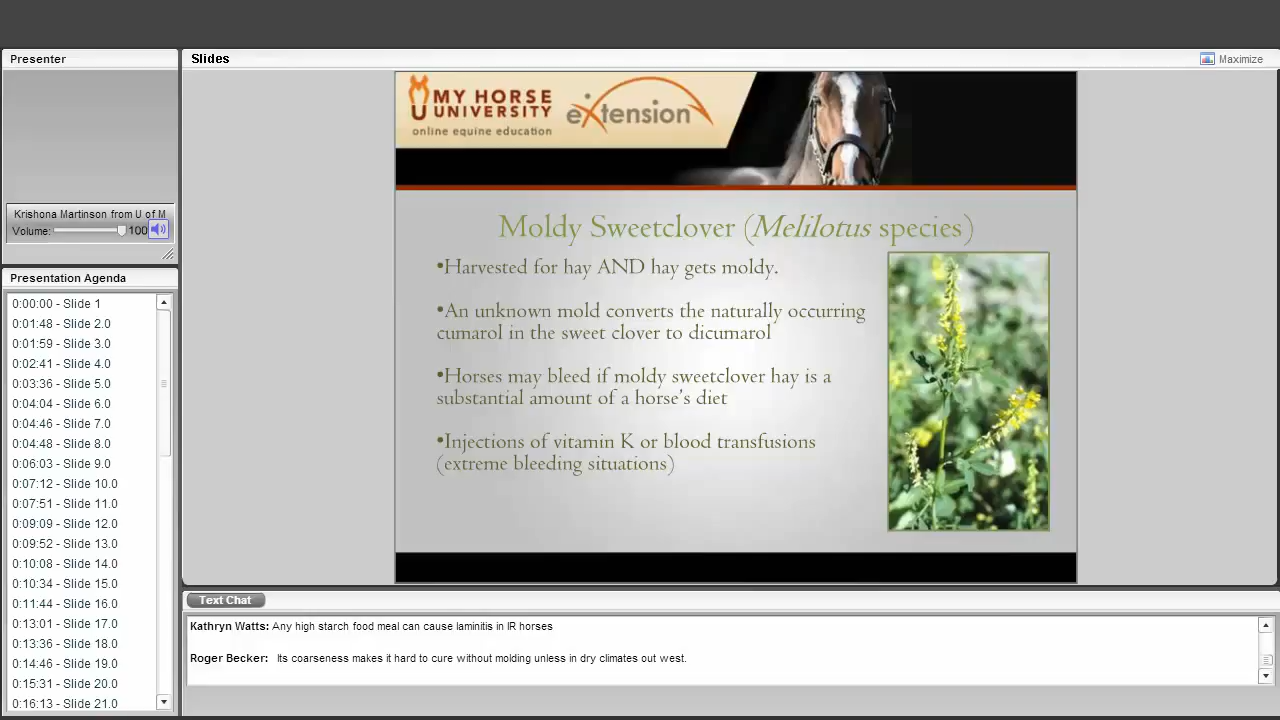 Presenter
Krishona Martinson from U of M
Volume: 100
Presentation Agenda
0:00:00 - Slide 1
0:01:48 - Slide 2.0
0:01:59 - Slide 3.0
0:02:41 - Slide 4.0
0:03:36 - Slide 5.0
0:04:04 - Slide 6.0
0:04:46 - Slide 7.0
0:04:48 - Slide 8.0
0:06:03 - Slide 9.0
0:07:12 - Slide 10.0
0:07:51 - Slide 11.0
0:09:09 - Slide 12.0
0:09:52 - Slide 13.0
0:10:08 - Slide 14.0
0:10:34 - Slide 15.0
0:11:44 - Slide 16.0
0:13:01 - Slide 17.0
0:13:36 - Slide 18.0
0:14:46 - Slide 19.0
0:15:31 - Slide 20.0
0:16:13 - Slide 21.0
Slides
Maximize
MY HORSE
UNIVERSITY
online equine education
eXtension
Moldy Sweetclover (Melilotus species)
•Harvested for hay AND hay gets moldy.
•An unknown mold converts the naturally occurring
cumarol in the sweet clover to dicumarol
•Horses may bleed if moldy sweetclover hay is a
substantial amount of a horse's diet
•Injections of vitamin K or blood transfusions
(extreme bleeding situations)
Text Chat
Kathryn Watts: Any high starch food meal can cause laminitis in IR horses
Roger Becker: Its coarseness makes it hard to cure without molding unless in dry climates out west.